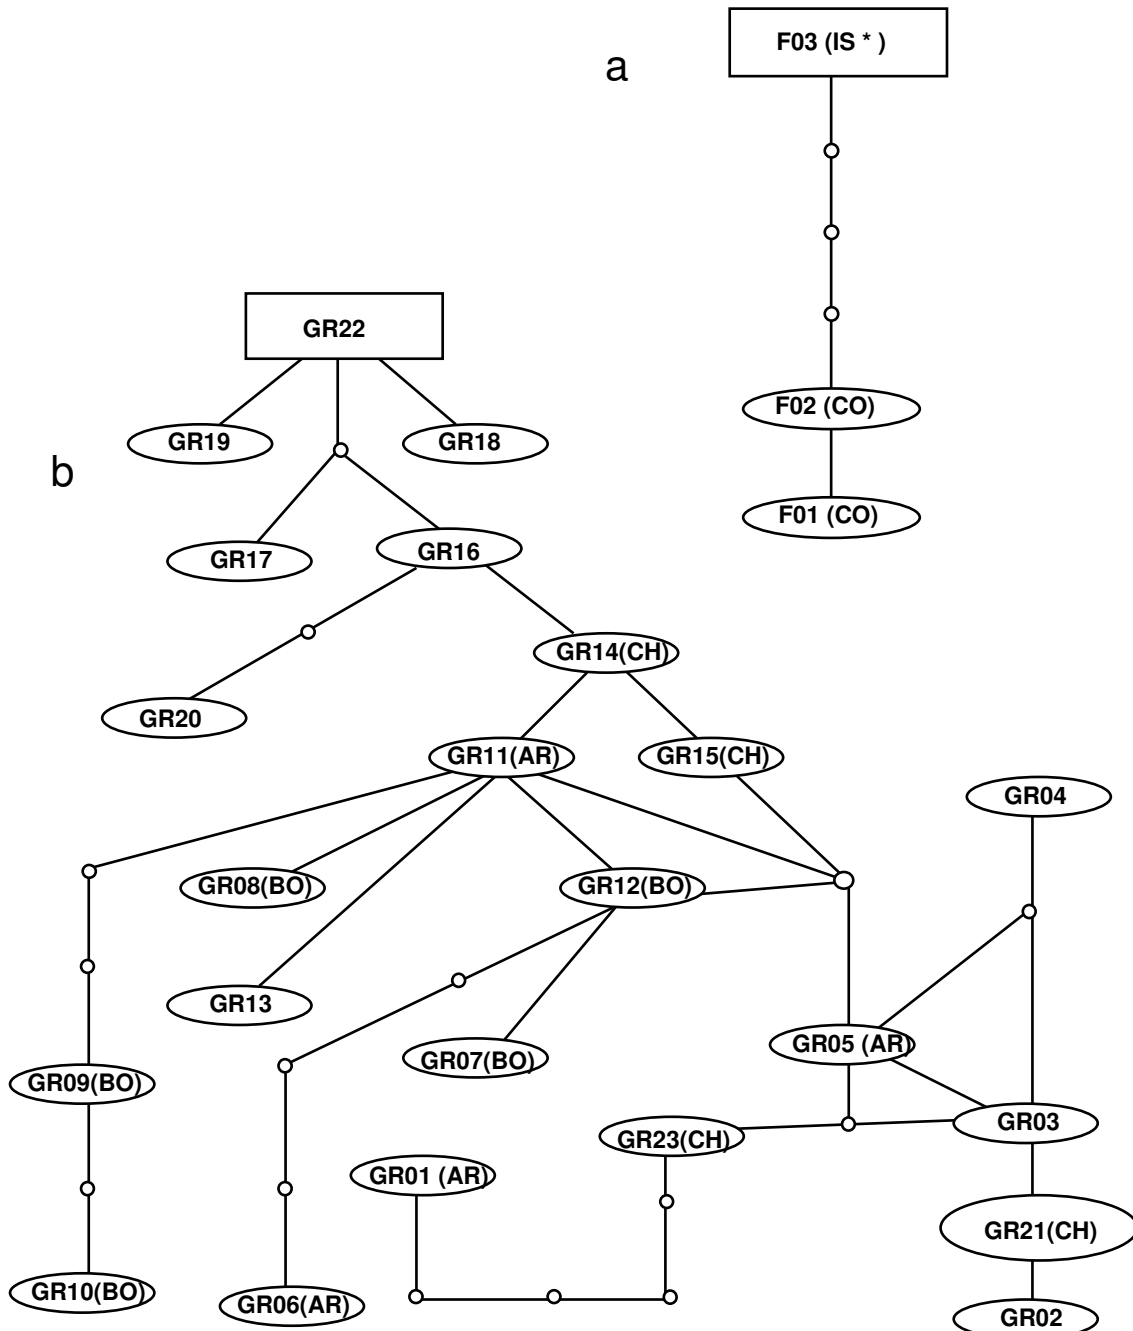 F03 (IS * )
a
GR22
F02 (CO)
GR19
GR18
b
F01 (CO)
GR17
GR16
GR14(CH)
GR20
GR11(AR)
GR15(CH)
GR04
GR08(BO)
GR12(BO)
GR13
GR05 (AR)
GR07(BO)
GR09(BO)
GR03
GR23(CH)
GR01 (AR)
GR21(CH)
GR10(BO)
GR06(AR)
GR02